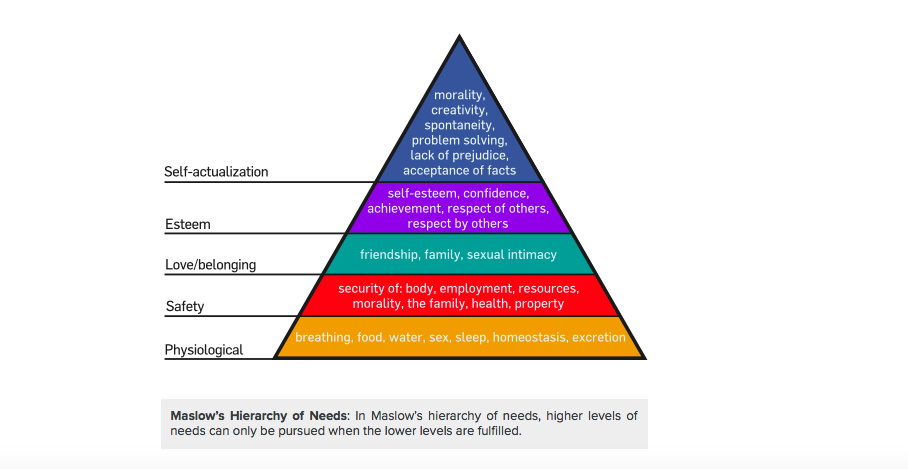 morality,
creativity,
spontaneity,
problem solving,
lack of prejudice,
acceptance of facts
Self-actualization
self-esteem, confidence,
achievement, respect of others,
respect by others
Esteem
friendship, family, sexual intimacy
Love/belonging
security of: body, employment, resources,
morality, the family, health, property
Safety
breathing, food, water, sex, sleep, homeostasis, excretion
Physiological
Maslow’s Hierarchy of Needs: In Maslow’s hierarchy of needs, higher levels of
needs can only be pursued when the lower levels are fulfilled.